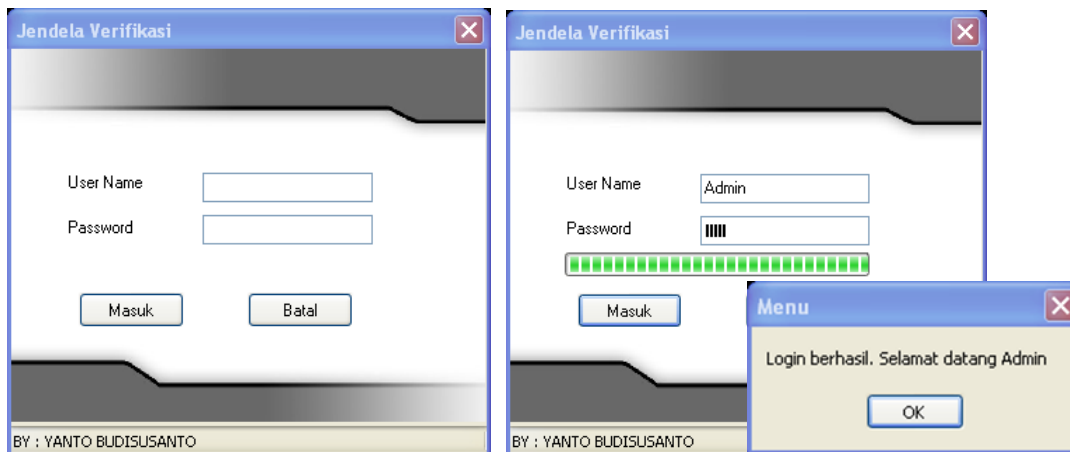 Jendela Verifikasi
User Name
Password
Masuk
Batal
BY : YANTO BUDISUSANTO
Jendela Verifikasi
User Name
Admin
Password
Masuk
BY : YANTO BUDISUSANTO
Menu
Login berhasil. Selamat datang Admin
OK